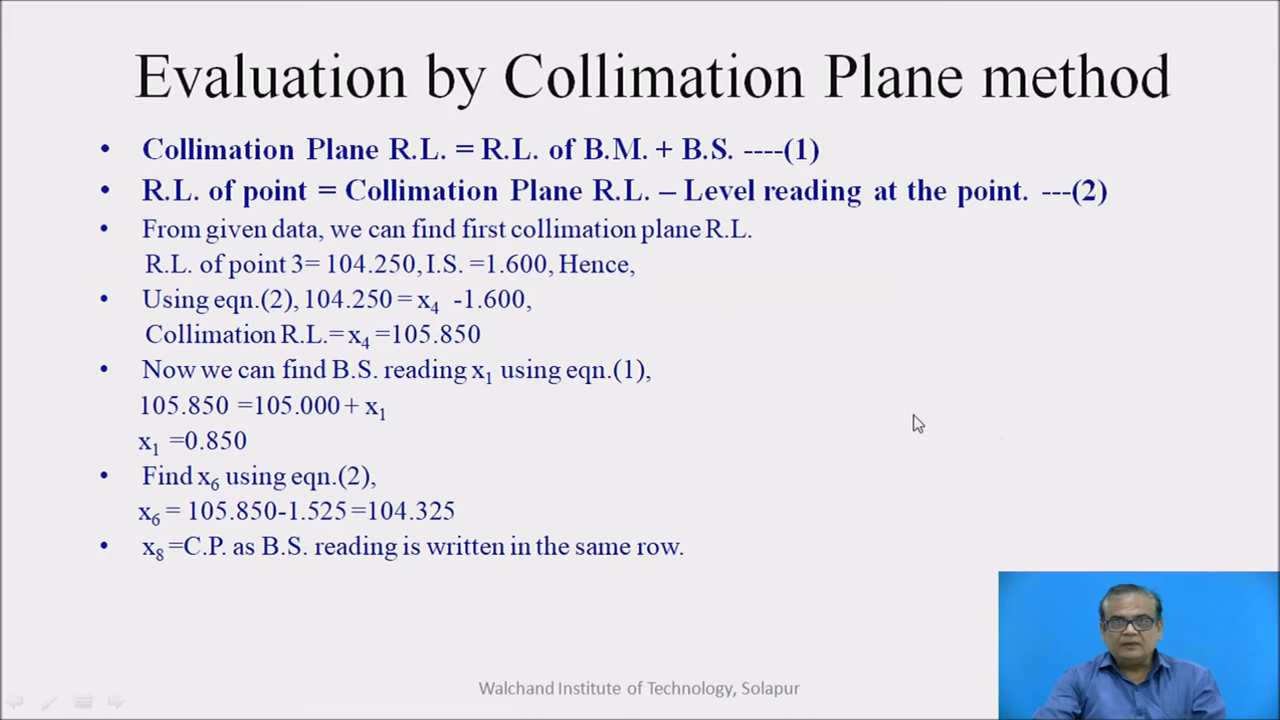 Evaluation by Collimation Plane method
• Collimation Plane R.L. = R.L. of B.M. + B.S. ----(1)
• R.L. of point = Collimation Plane R.L. – Level reading at the point. ---(2)
• From given data, we can find first collimation plane R.L.
R.L. of point 3= 104.250, I.S. =1.600, Hence,
• Using eqn.(2), 104.250 = x₄ -1.600,
Collimation R.L.= x₄ =105.850
• Now we can find B.S. reading x₁ using eqn.(1),
105.850 =105.000 + x₁
x₁ =0.850
• Find x₆ using eqn.(2),
x₆ = 105.850-1.525 =104.325
• x₈ =C.P. as B.S. reading is written in the same row.
Walchand Institute of Technology, Solapur